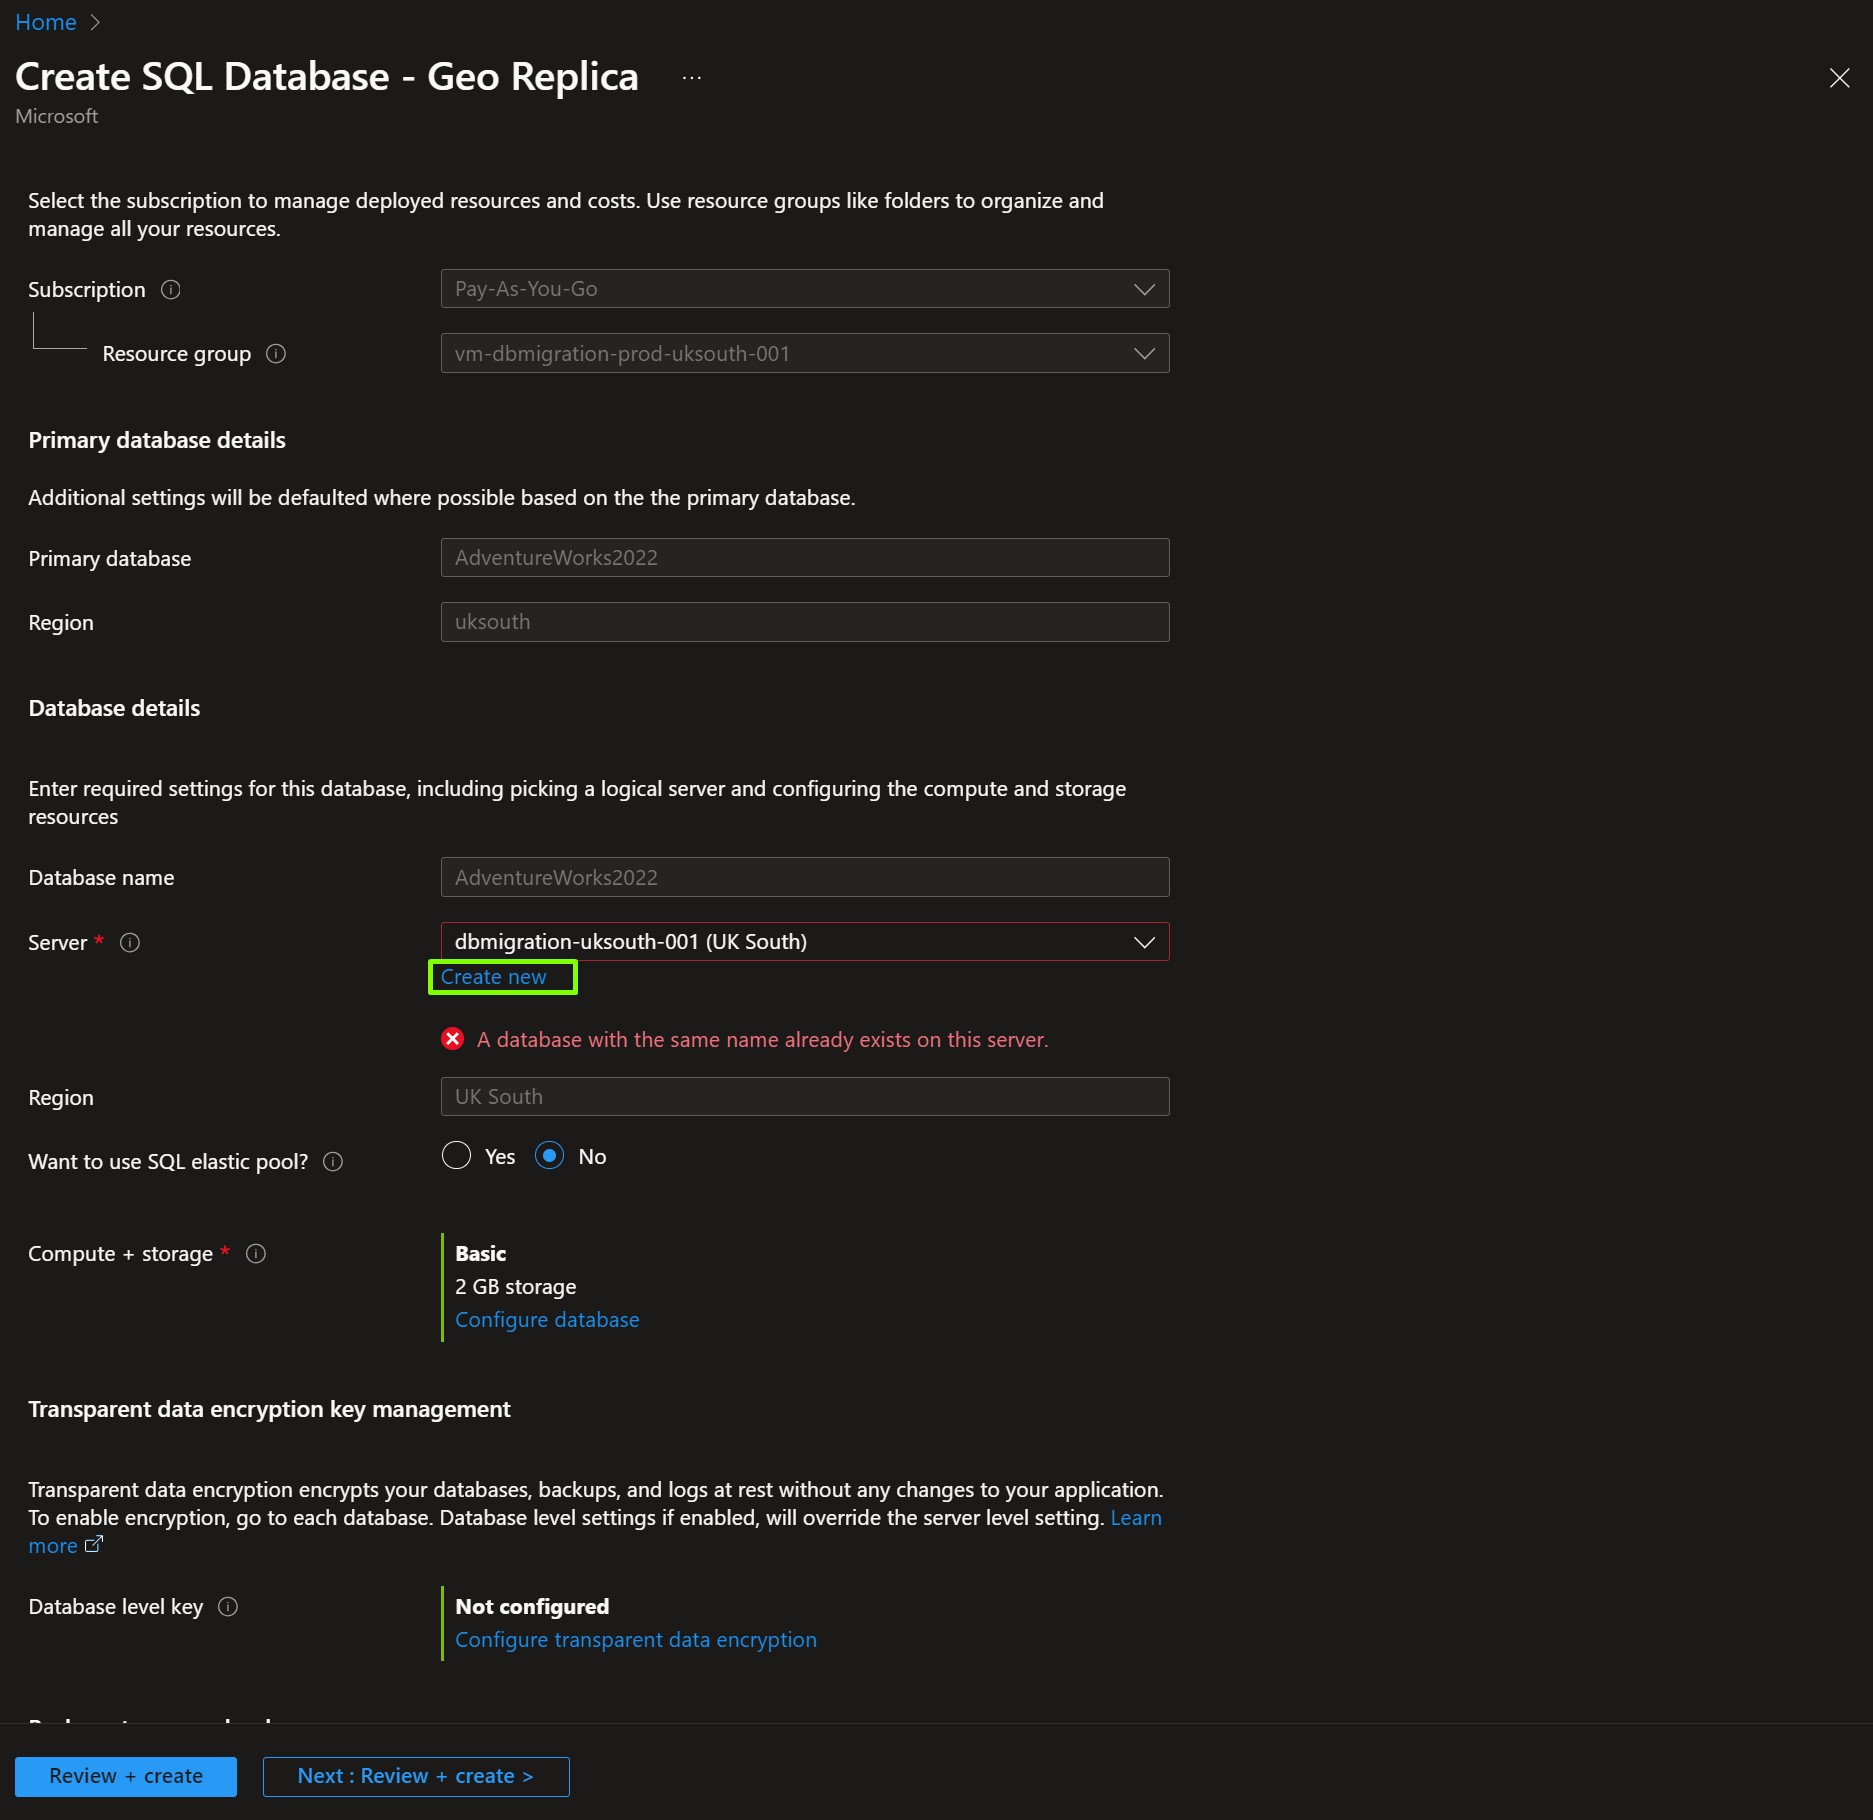 Home >
Create SQL Database - Geo Replica ...
Microsoft
Select the subscription to manage deployed resources and costs. Use resource groups like folders to organize and
manage all your resources.
Subscription
Pay-As-You-Go
Resource group
vm-dbmigration-prod-uksouth-001
Primary database details
Additional settings will be defaulted where possible based on the the primary database.
Primary database
AdventureWorks2022
Region
uksouth
Database details
Enter required settings for this database, including picking a logical server and configuring the compute and storage
resources
Database name
AdventureWorks2022
Server *
dbmigration-uksouth-001 (UK South)
Create new
A database with the same name already exists on this server.
Region
UK South
Want to use SQL elastic pool?
Yes No
Compute + storage *
Basic
2 GB storage
Configure database
Transparent data encryption key management
Transparent data encryption encrypts your databases, backups, and logs at rest without any changes to your application.
To enable encryption, go to each database. Database level settings if enabled, will override the server level setting. Learn
more
Database level key
Not configured
Configure transparent data encryption
Review + create
Next : Review + create >